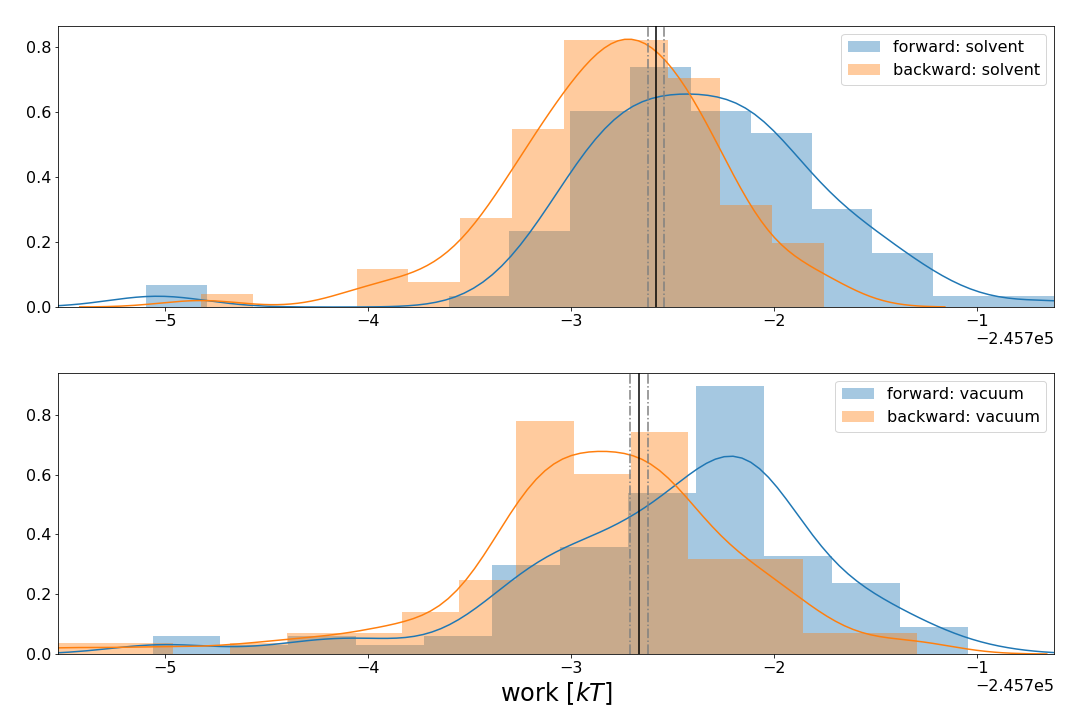 0.8
0.6
0.4
0.2
0.0
forward: solvent
backward: solvent
−5 −4 −3 −2 −1
−2.457e5
0.8
0.6
0.4
0.2
0.0
forward: vacuum
backward: vacuum
−5 −4 −3 −2 −1
−2.457e5
work [kT]